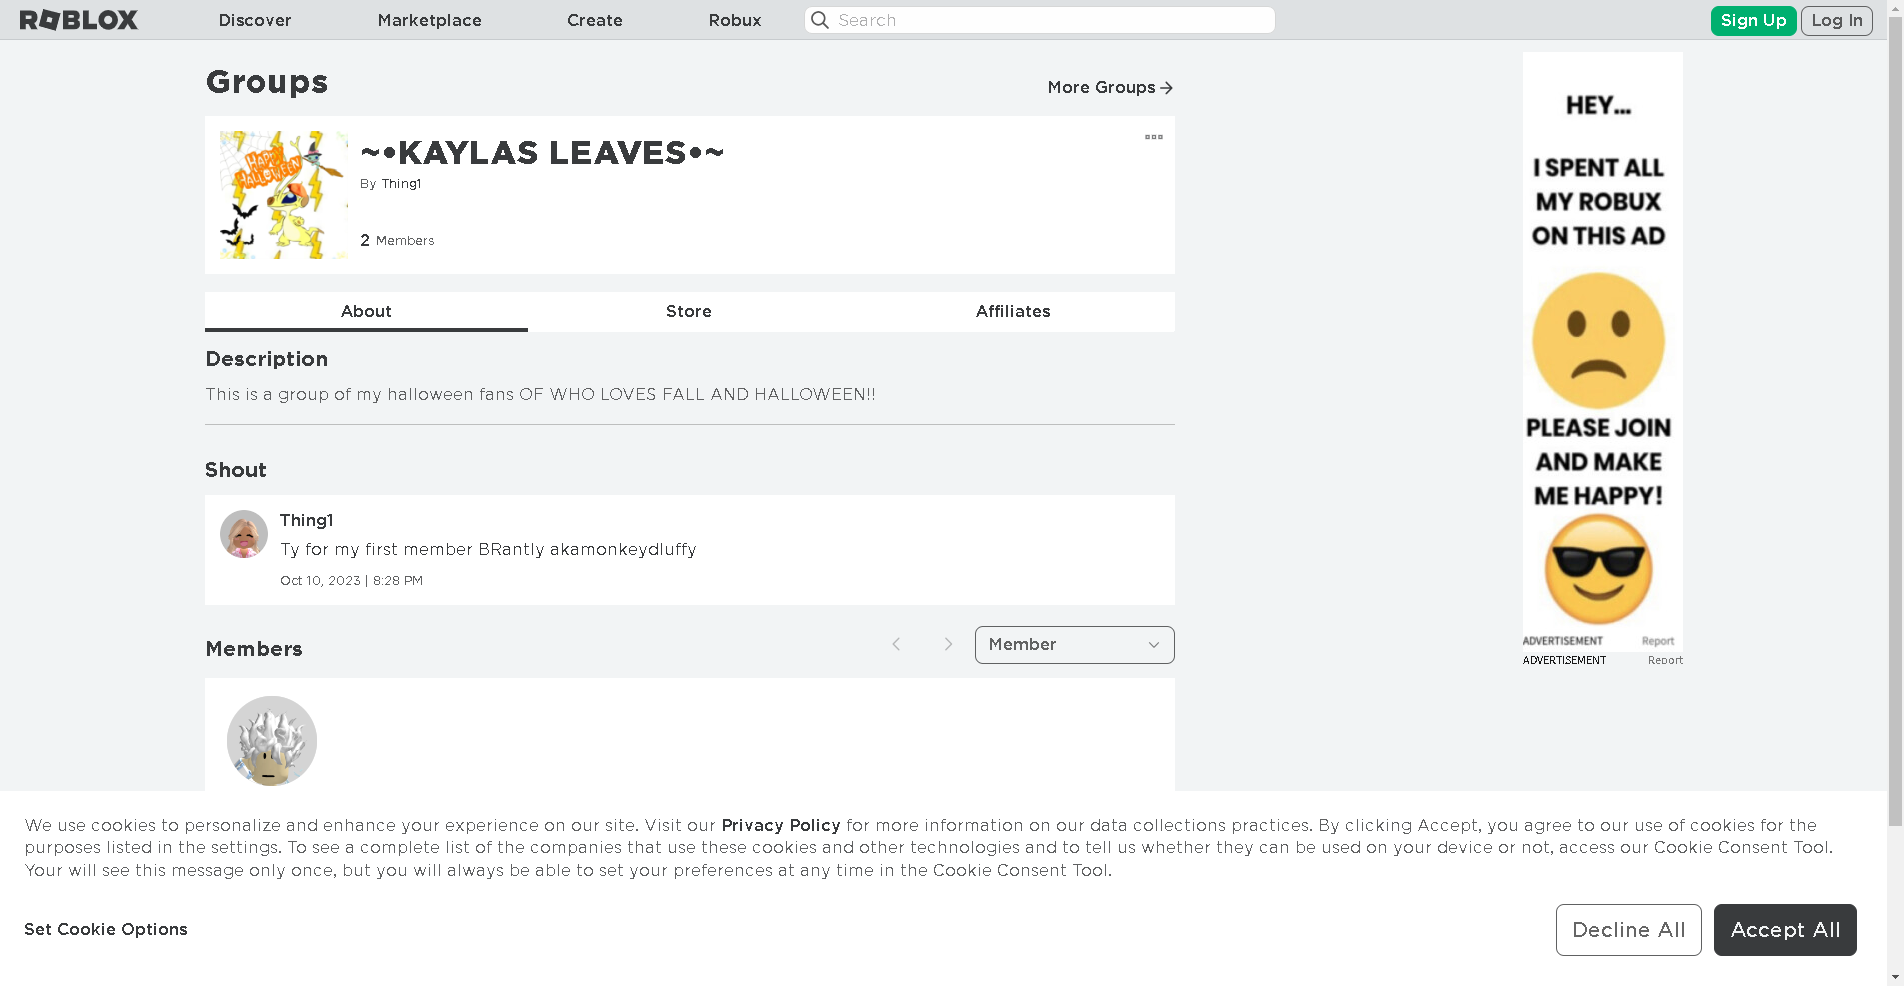 ROBLOX
Discover
Marketplace
Create
Robux
Search
Sign Up
Log In
Groups
More Groups
HAPPY
HALLOWEEN
~•KAYLAS LEAVES•~
By Thing1
2 Members
About
Store
Affiliates
Description
This is a group of my halloween fans OF WHO LOVES FALL AND HALLOWEEN!!
Shout
Thing1
Ty for my first member BRantly akamonkeydluffy
Oct 10, 2023 | 8:28 PM
Members
Member
HEY...
I SPENT ALL
MY ROBUX
ON THIS AD
PLEASE JOIN
AND MAKE
ME HAPPY!
ADVERTISEMENT
Report
ADVERTISEMENT
Report
We use cookies to personalize and enhance your experience on our site. Visit our Privacy Policy for more information on our data collections practices. By clicking Accept, you agree to our use of cookies for the
purposes listed in the settings. To see a complete list of the companies that use these cookies and other technologies and to tell us whether they can be used on your device or not, access our Cookie Consent Tool.
Your will see this message only once, but you will always be able to set your preferences at any time in the Cookie Consent Tool.
Set Cookie Options
Decline All
Accept All